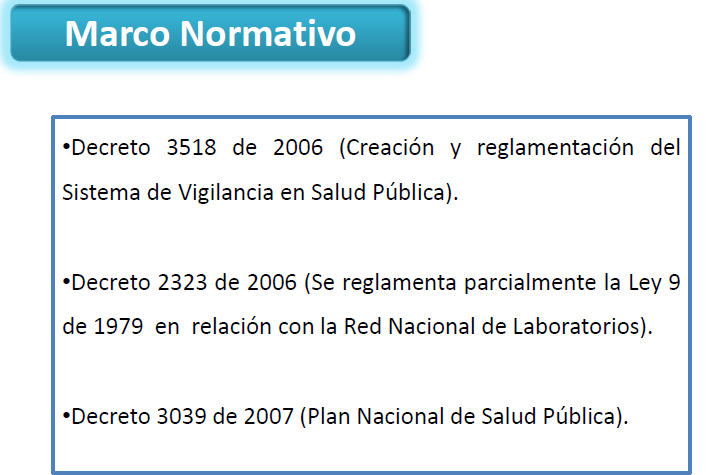 Marco Normativo
•Decreto 3518 de 2006 (Creación y reglamentación del
Sistema de Vigilancia en Salud Pública).
•Decreto 2323 de 2006 (Se reglamenta parcialmente la Ley 9
de 1979 en relación con la Red Nacional de Laboratorios).
•Decreto 3039 de 2007 (Plan Nacional de Salud Pública).